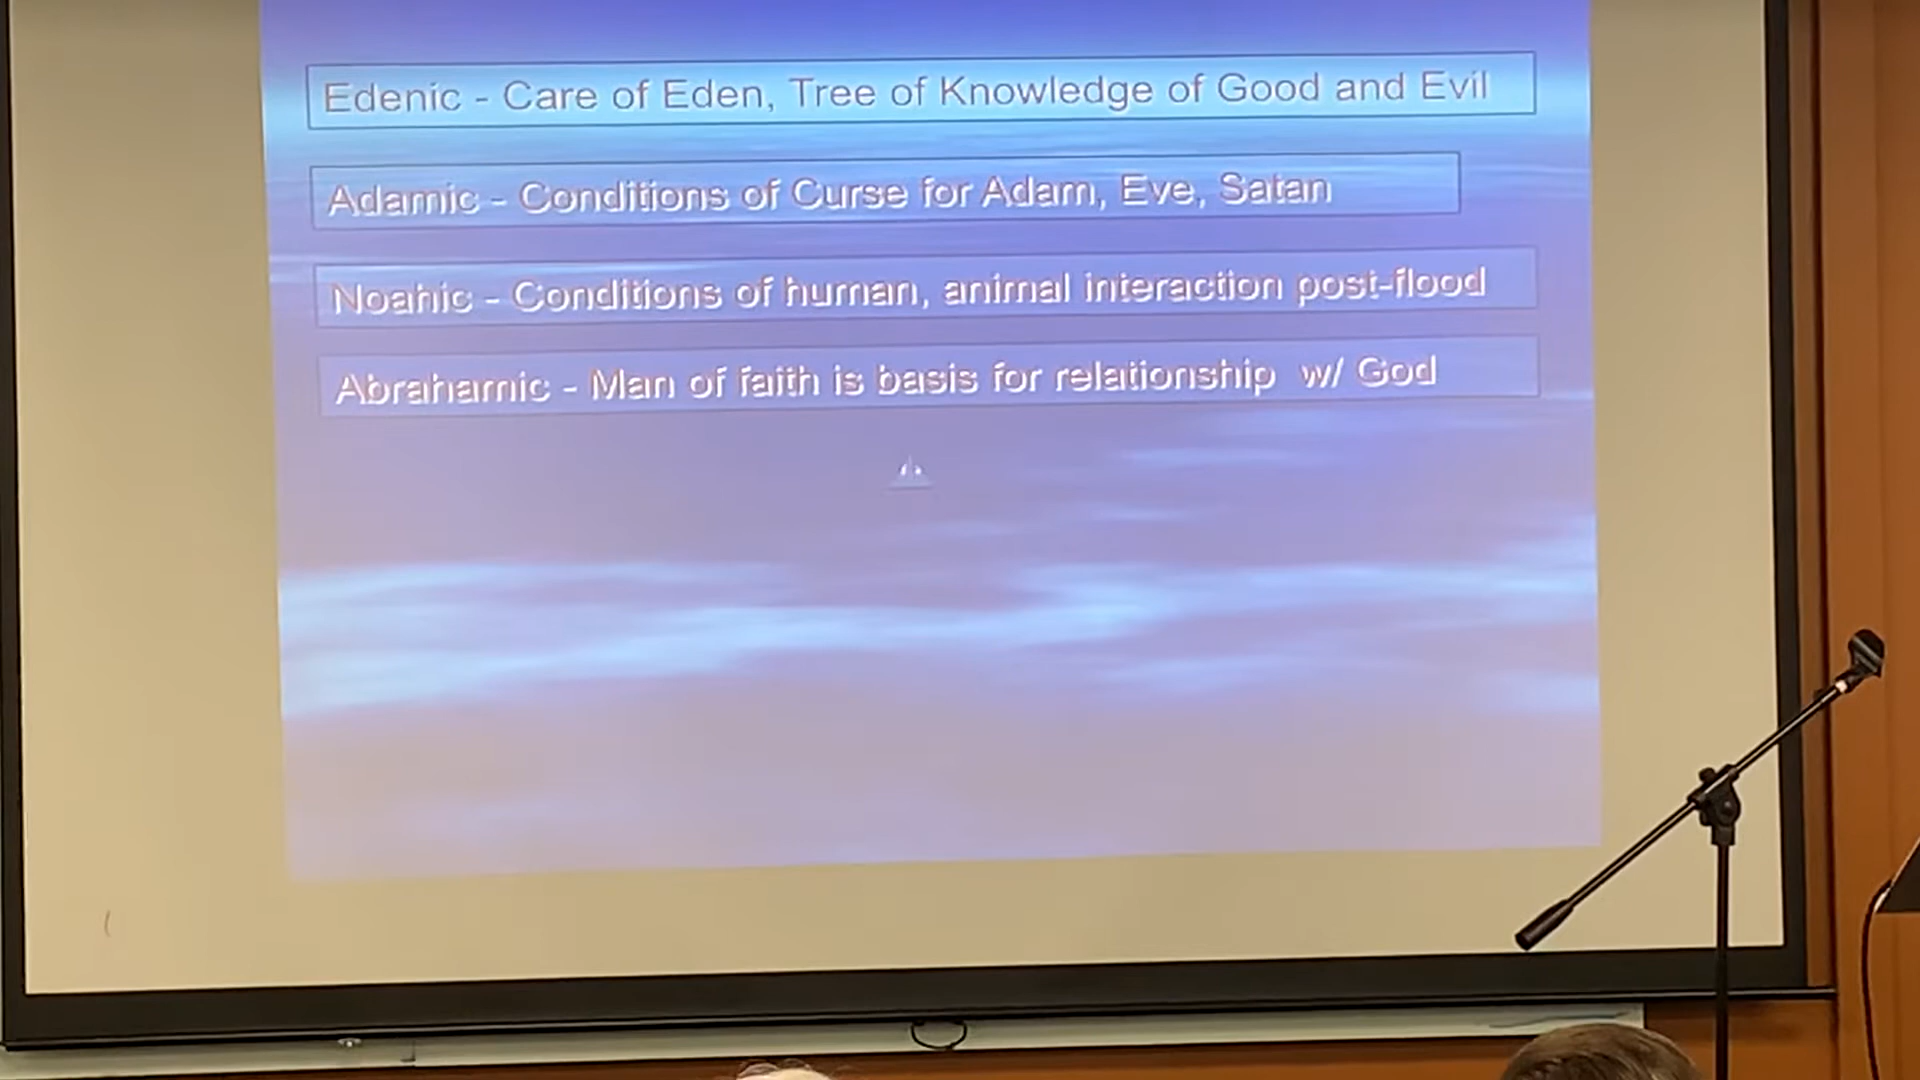 Edenic - Care of Eden, Tree of Knowledge of Good and Evil
Adamic - Conditions of Curse for Adam, Eve, Satan
Noahic - Conditions of human, animal interaction post-flood
Abrahamic - Man of faith is basis for relationship w/ God